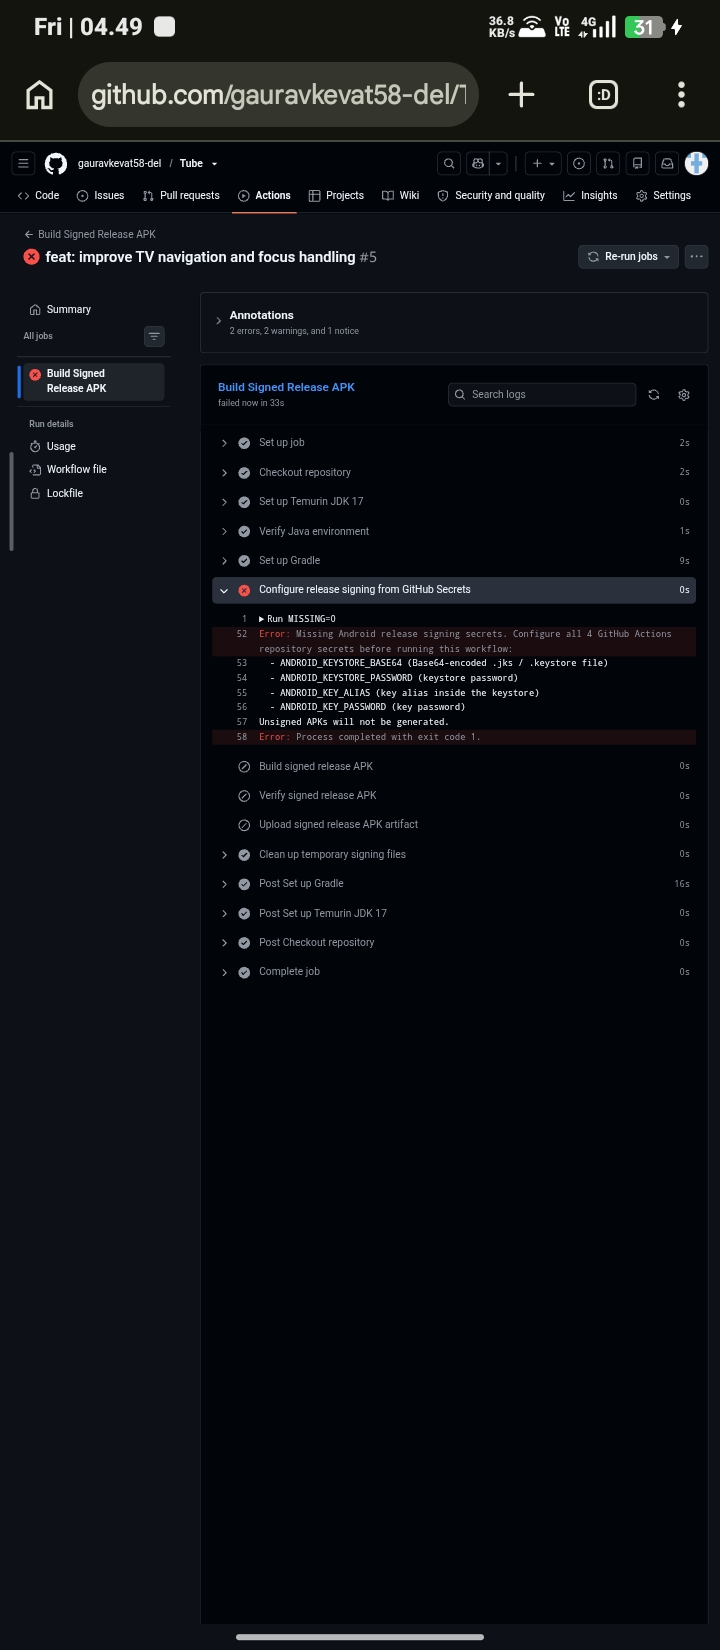 Fri | 04.49
36.8
KB/s
Vo
LTE
4G
31
github.com/gauravkevat58-del/
:D
gauravkevat58-del / Tube
Code
Issues
Pull requests
Actions
Projects
Wiki
Security and quality
Insights
Settings
Build Signed Release APK
feat: improve TV navigation and focus handling #5
Re-run jobs
Summary
All jobs
Build Signed
Release APK
Run details
Usage
Workflow file
Lockfile
Annotations
2 errors, 2 warnings, and 1 notice
Build Signed Release APK
failed now in 33s
Search logs
Set up job 2s
Checkout repository 2s
Set up Temurin JDK 17 0s
Verify Java environment 1s
Set up Gradle 9s
Configure release signing from GitHub Secrets 0s
1 Run MISSING=0
52 Error: Missing Android release signing secrets. Configure all 4 GitHub Actions
repository secrets before running this workflow:
53 - ANDROID_KEYSTORE_BASE64 (Base64-encoded .jks / .keystore file)
54 - ANDROID_KEYSTORE_PASSWORD (keystore password)
55 - ANDROID_KEY_ALIAS (key alias inside the keystore)
56 - ANDROID_KEY_PASSWORD (key password)
57 Unsigned APKs will not be generated.
58 Error: Process completed with exit code 1.
Build signed release APK 0s
Verify signed release APK 0s
Upload signed release APK artifact 0s
Clean up temporary signing files 0s
Post Set up Gradle 16s
Post Set up Temurin JDK 17 0s
Post Checkout repository 0s
Complete job 0s